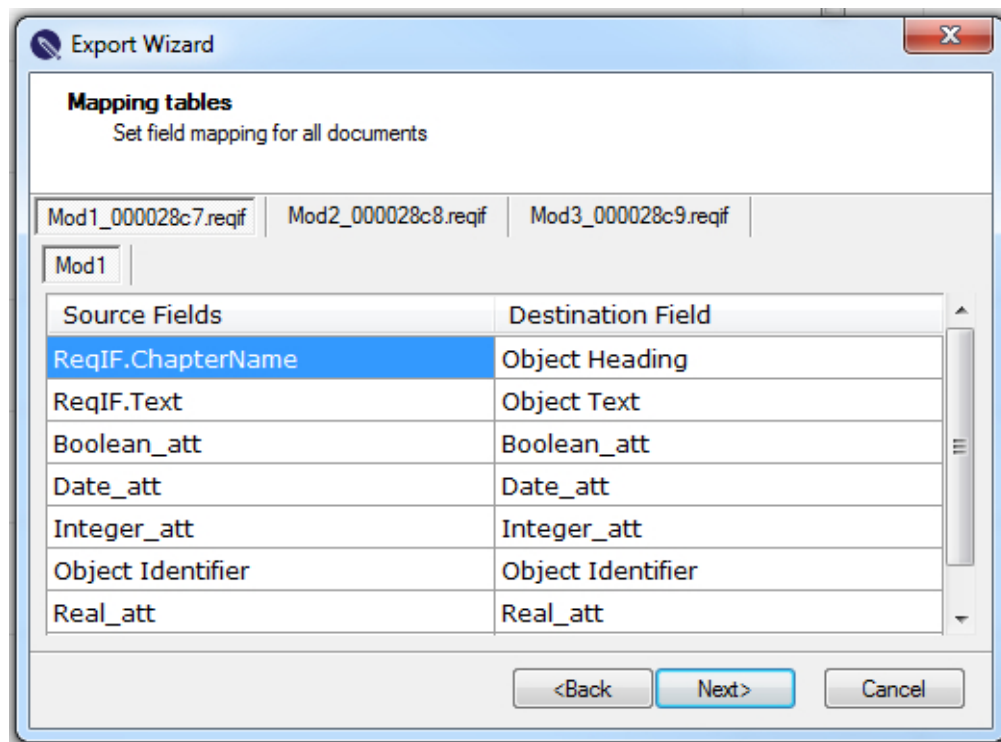 Export Wizard
Mapping tables
Set field mapping for all documents
Mod1_000028c7.reqif Mod2_000028c8.reqif Mod3_000028c9.reqif
Mod1
Source Fields Destination Field
ReqIF.ChapterName Object Heading
ReqIF.Text Object Text
Boolean_att Boolean_att
Date_att Date_att
Integer_att Integer_att
Object Identifier Object Identifier
Real_att Real_att
<Back Next> Cancel